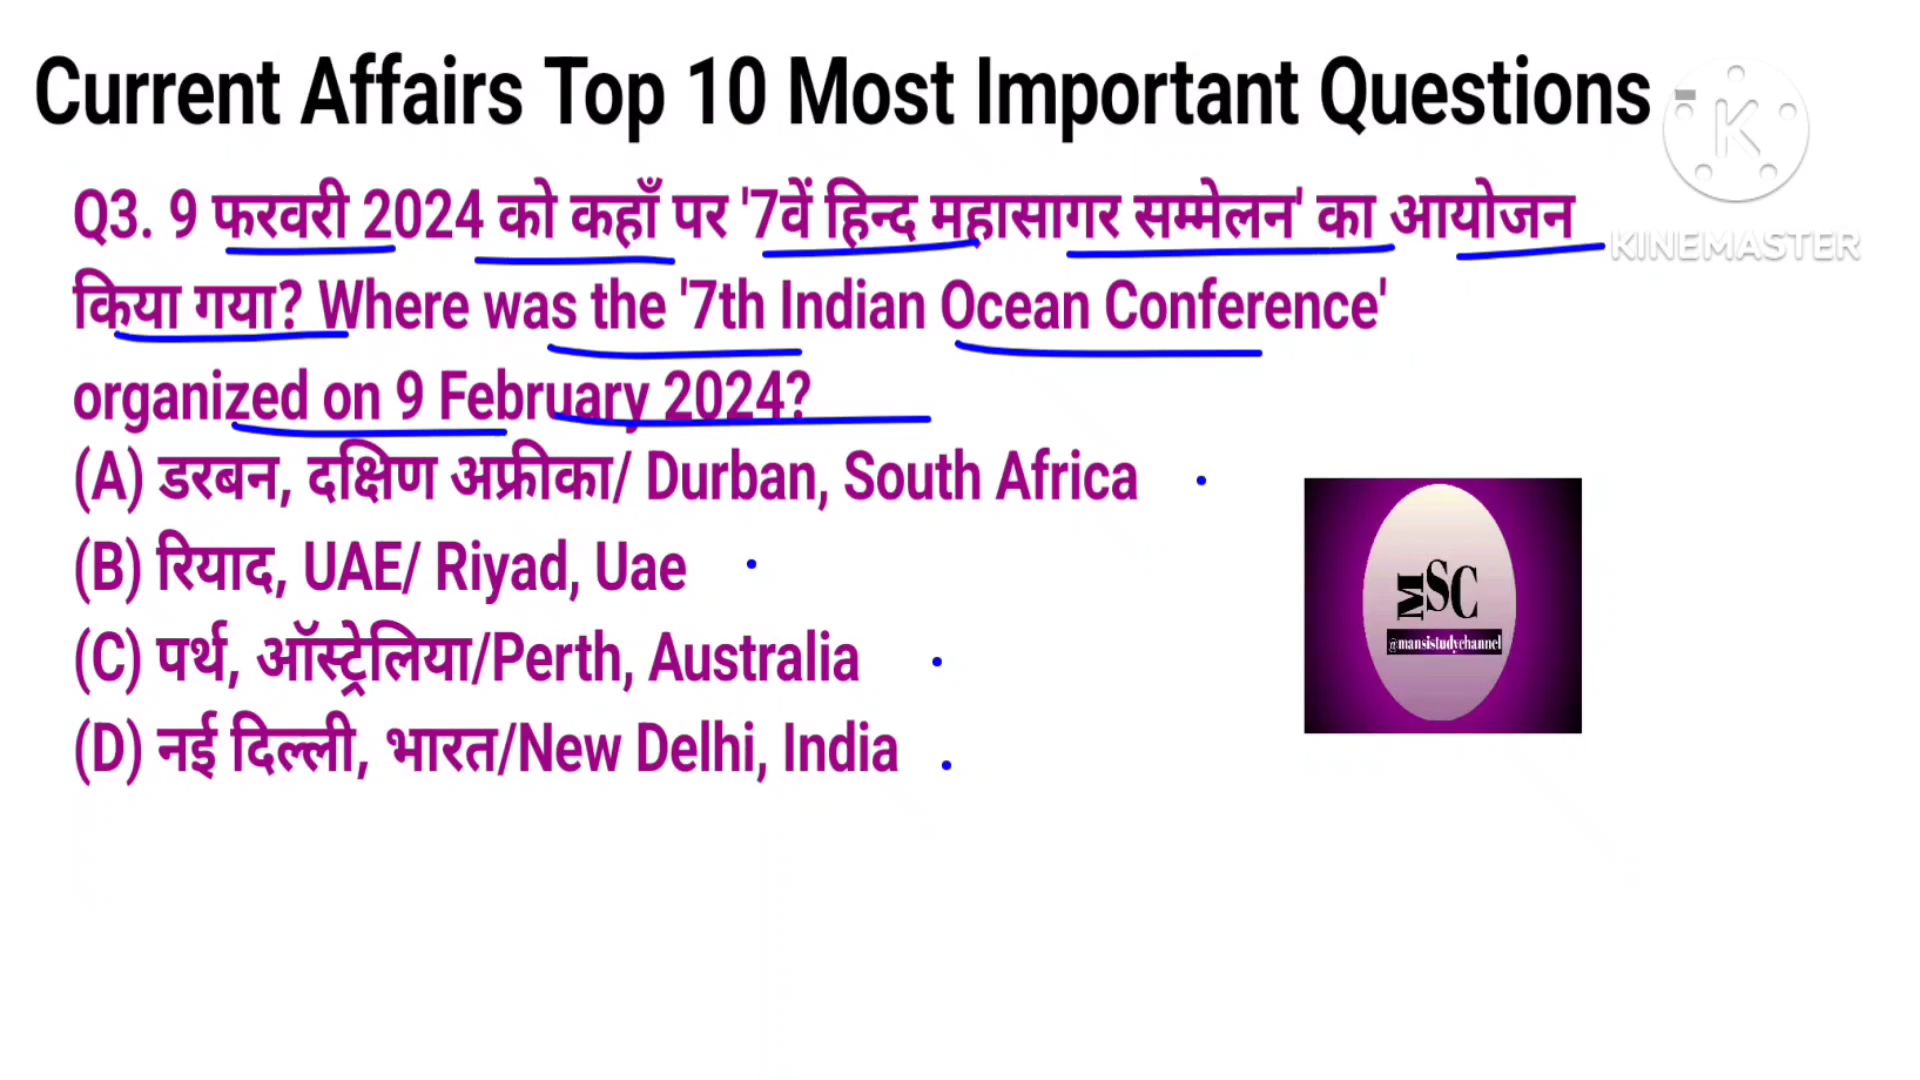 Current Affairs Top 10 Most Important Questions -
K
KINEMASTER
Q3. 9 फरवरी 2024 को कहाँ पर '7वें हिन्द महासागर सम्मेलन' का आयोजन
किया गया? Where was the '7th Indian Ocean Conference'
organized on 9 February 2024?
(A) डरबन, दक्षिण अफ्रीका/ Durban, South Africa
(B) रियाद, UAE/ Riyad, Uae
(C) पर्थ, ऑस्ट्रेलिया/Perth, Australia
(D) नई दिल्ली, भारत/New Delhi, India
MSC
@mansistudychannel